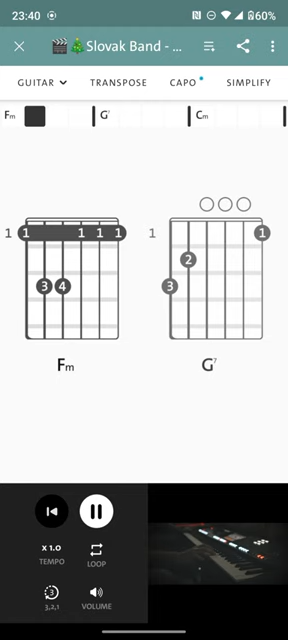 23:40 60%
🎬🎄Slovak Band - ...
GUITAR TRANSPOSE CAPO SIMPLIFY
Fm G7 Cm
1 1 1 1 1 1 1
2
3 4 3
Fm G7
x 1.0
TEMPO LOOP
3
3,2,1 VOLUME